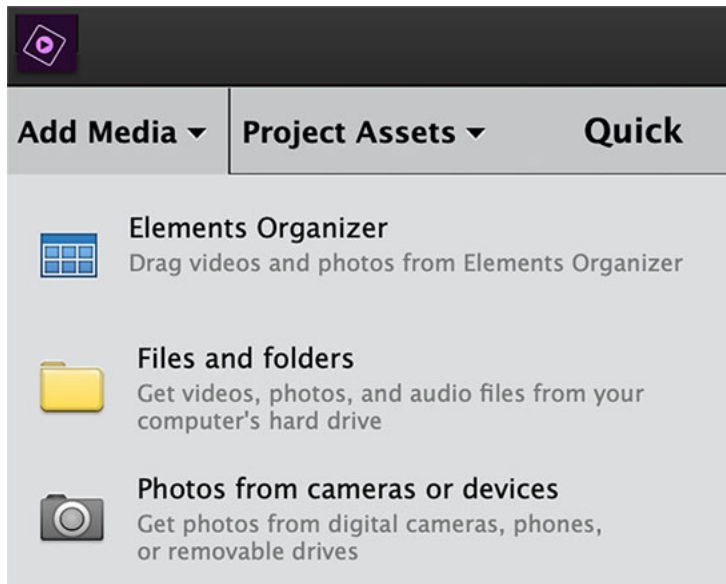 Add Media Project Assets Quick
Elements Organizer
Drag videos and photos from Elements Organizer
Files and folders
Get videos, photos, and audio files from your
computer's hard drive
Photos from cameras or devices
Get photos from digital cameras, phones,
or removable drives